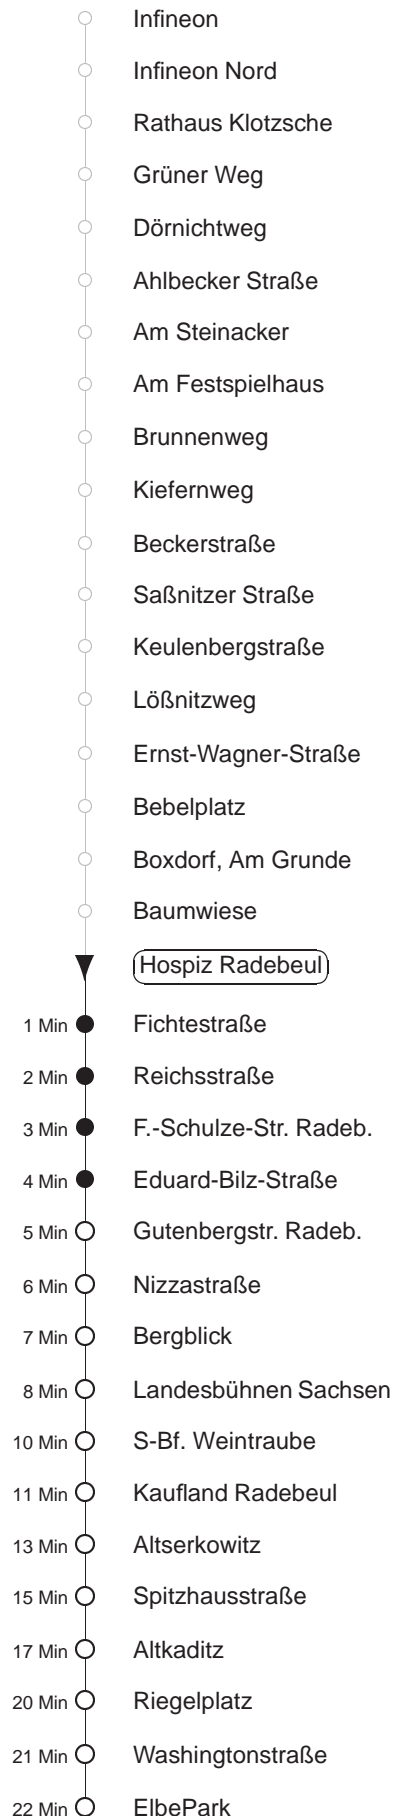 Infineon
Infineon Nord
Rathaus Klotzsche
Grüner Weg
Dörnichtweg
Ahlbecker Straße
Am Steinacker
Am Festspielhaus
Brunnenweg
Kiefernweg
Beckerstraße
Saßnitzer Straße
Keulenbergstraße
Lößnitzweg
Ernst-Wagner-Straße
Bebelplatz
Boxdorf, Am Grunde
Baumwiese
Hospiz Radebeul
1 Min Fichtestraße
2 Min Reichsstraße
3 Min F.-Schulze-Str. Radeb.
4 Min Eduard-Bilz-Straße
5 Min Gutenbergstr. Radeb.
6 Min Nizzastraße
7 Min Bergblick
8 Min Landesbühnen Sachsen
10 Min S-Bf. Weintraube
11 Min Kaufland Radebeul
13 Min Altserkowitz
15 Min Spitzhausstraße
17 Min Altkaditz
20 Min Riegelplatz
21 Min Washingtonstraße
22 Min ElbePark